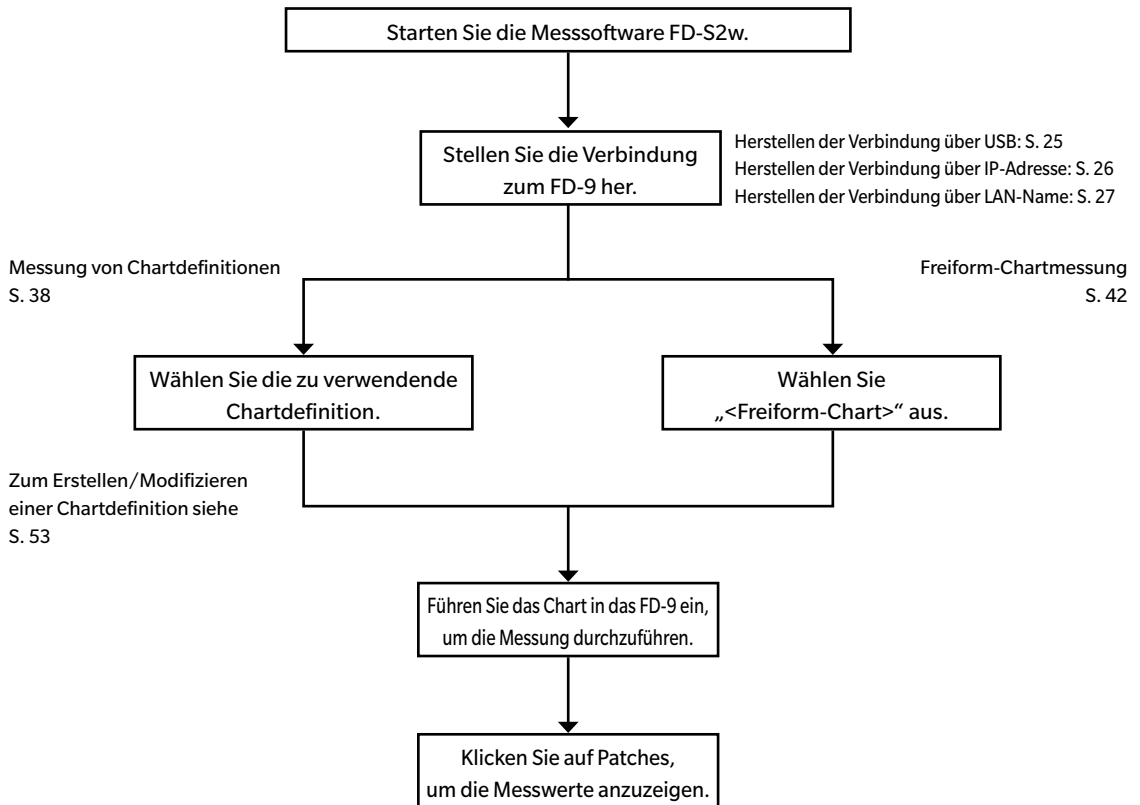 Starten Sie die Messsoftware FD-S2w.
Stellen Sie die Verbindung
zum FD-9 her.
Herstellen der Verbindung über USB: S. 25
Herstellen der Verbindung über IP-Adresse: S. 26
Herstellen der Verbindung über LAN-Name: S. 27
Messung von Chartdefinitionen
S. 38
Freiform-Chartmessung
S. 42
Wählen Sie die zu verwendende
Chartdefinition.
Wählen Sie
„<Freiform-Chart>“ aus.
Zum Erstellen/Modifizieren
einer Chartdefinition siehe
S. 53
Führen Sie das Chart in das FD-9 ein,
um die Messung durchzuführen.
Klicken Sie auf Patches,
um die Messwerte anzuzeigen.